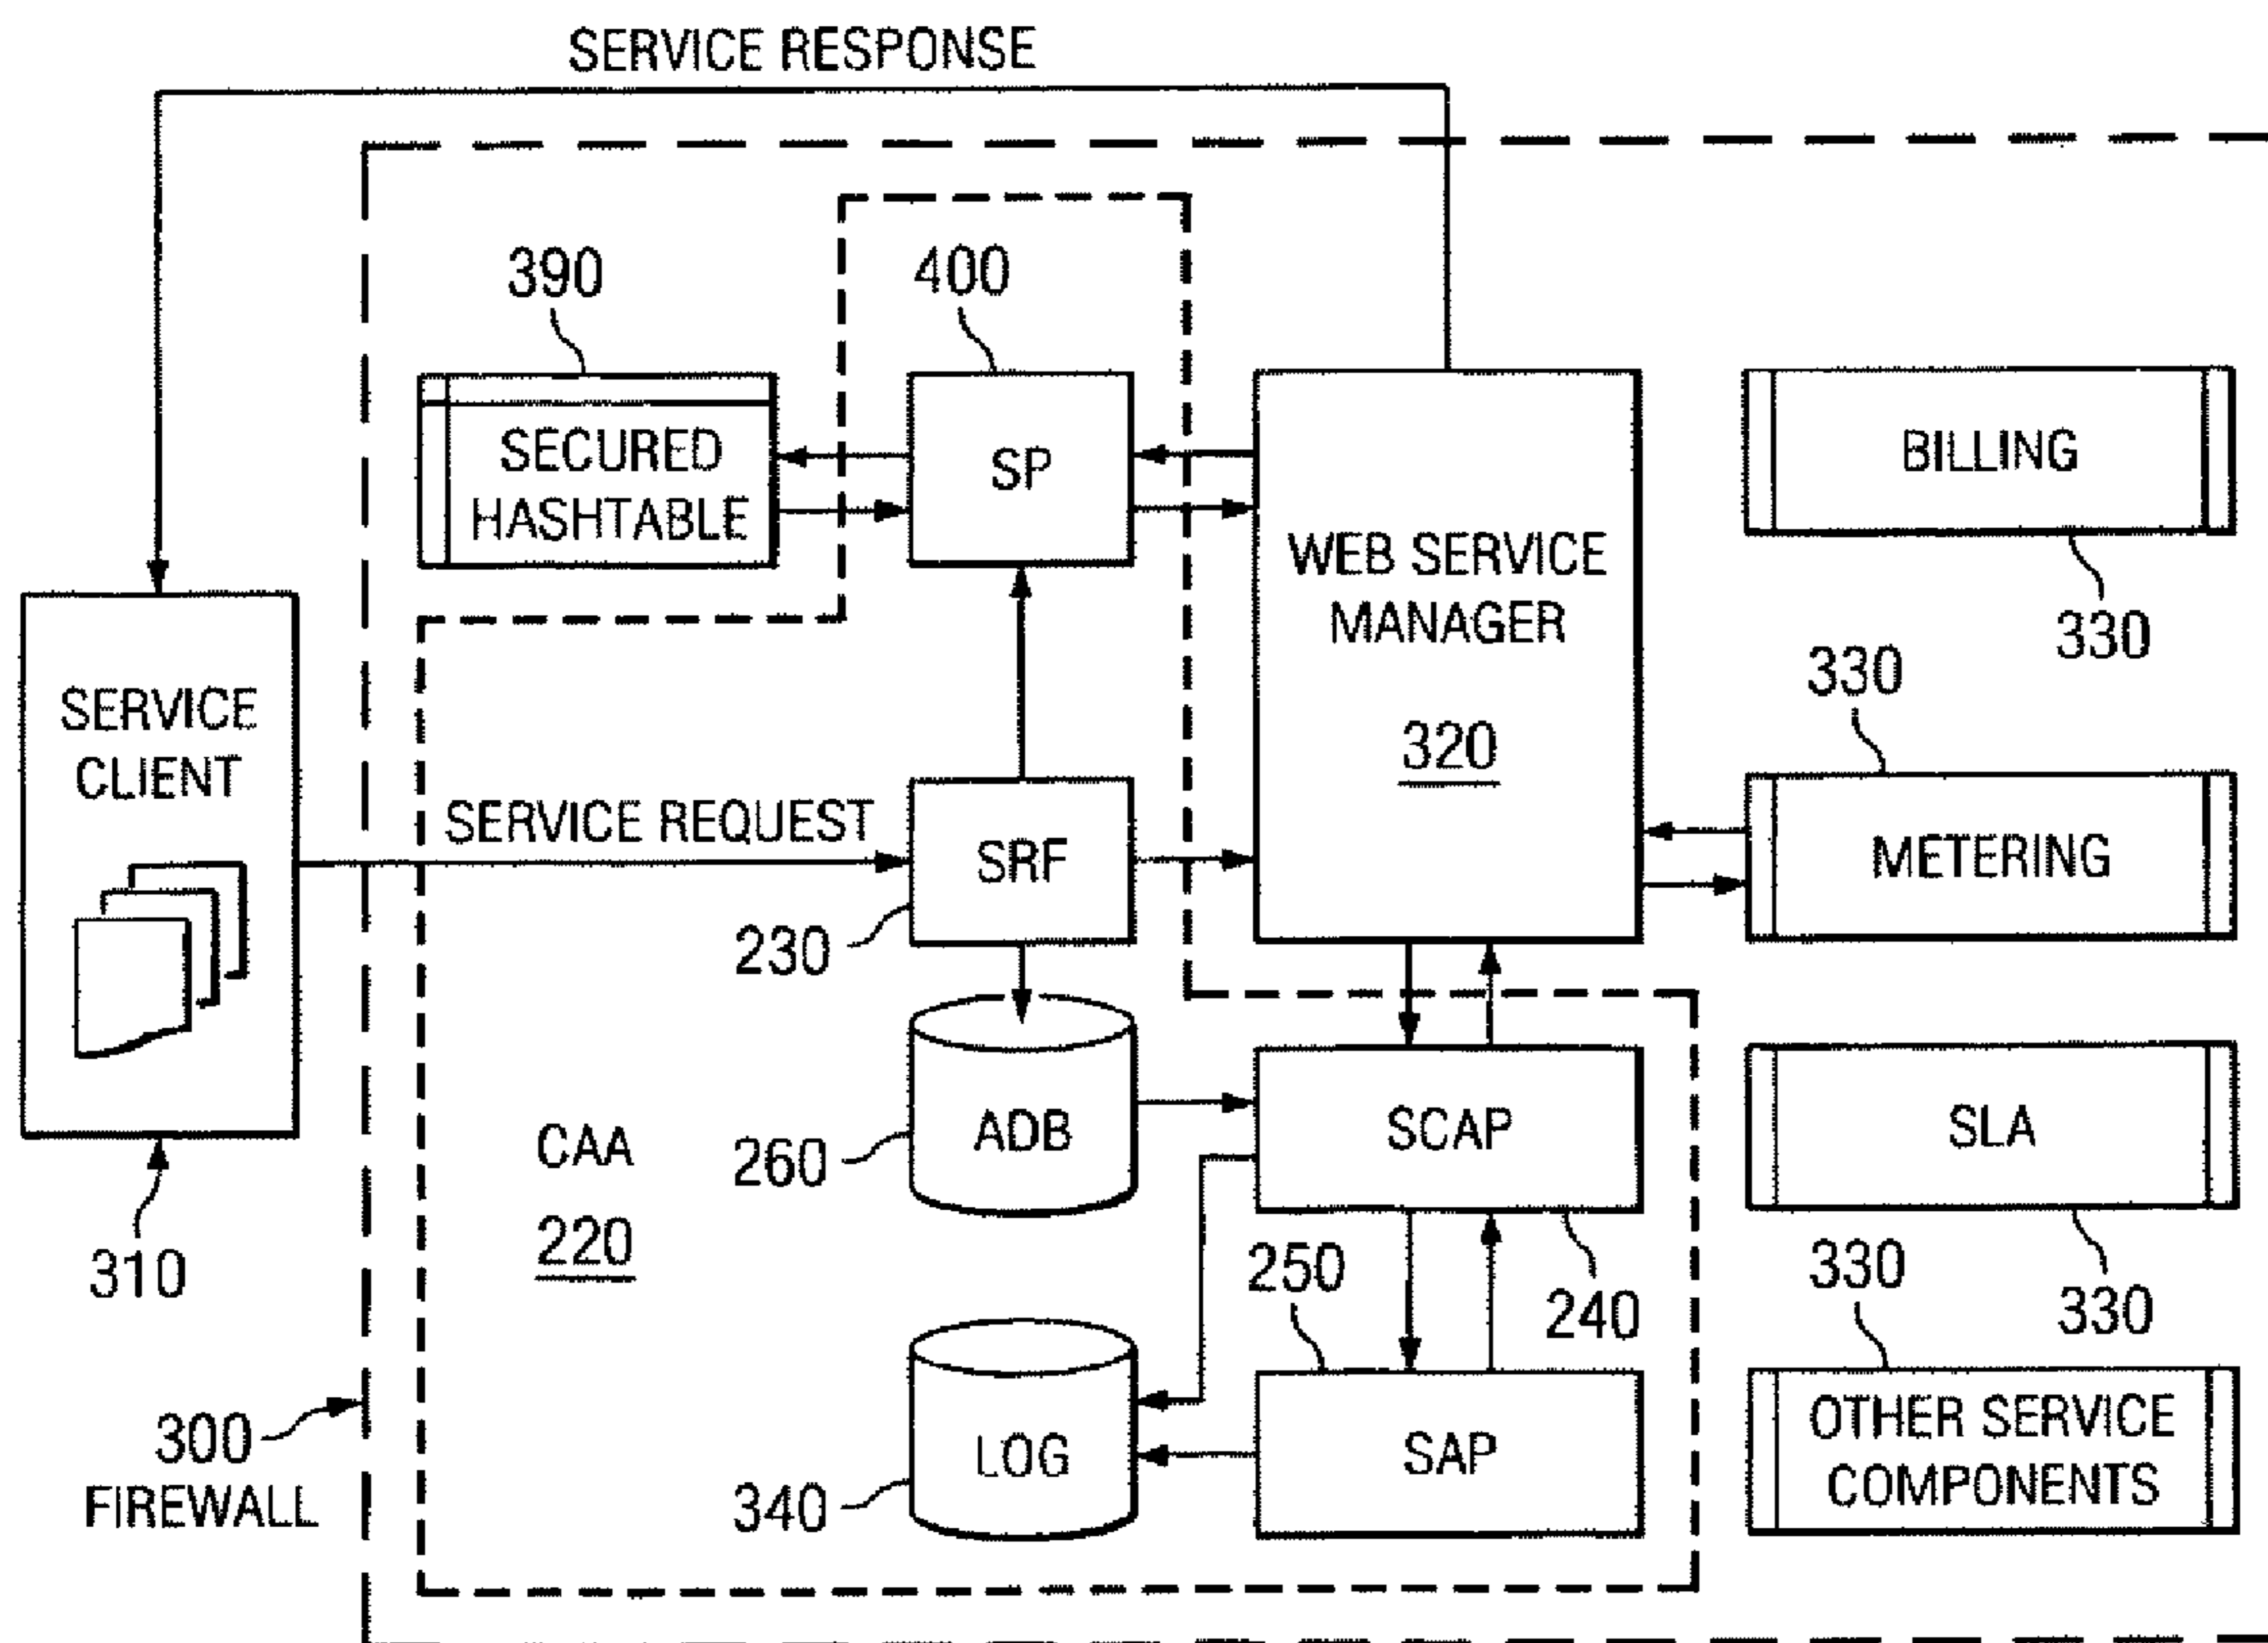 SERVICE RESPONSE
390
400
SECURED
HASHTABLE
SP
WEB SERVICE
MANAGER
320
BILLING
330
330
METERING
SERVICE
CLIENT
SERVICE REQUEST
SRF
230
310
CAA
220
260
ADB
SCAP
240
SLA
330
250
330
300
FIREWALL
340
LOG
SAP
OTHER SERVICE
COMPONENTS